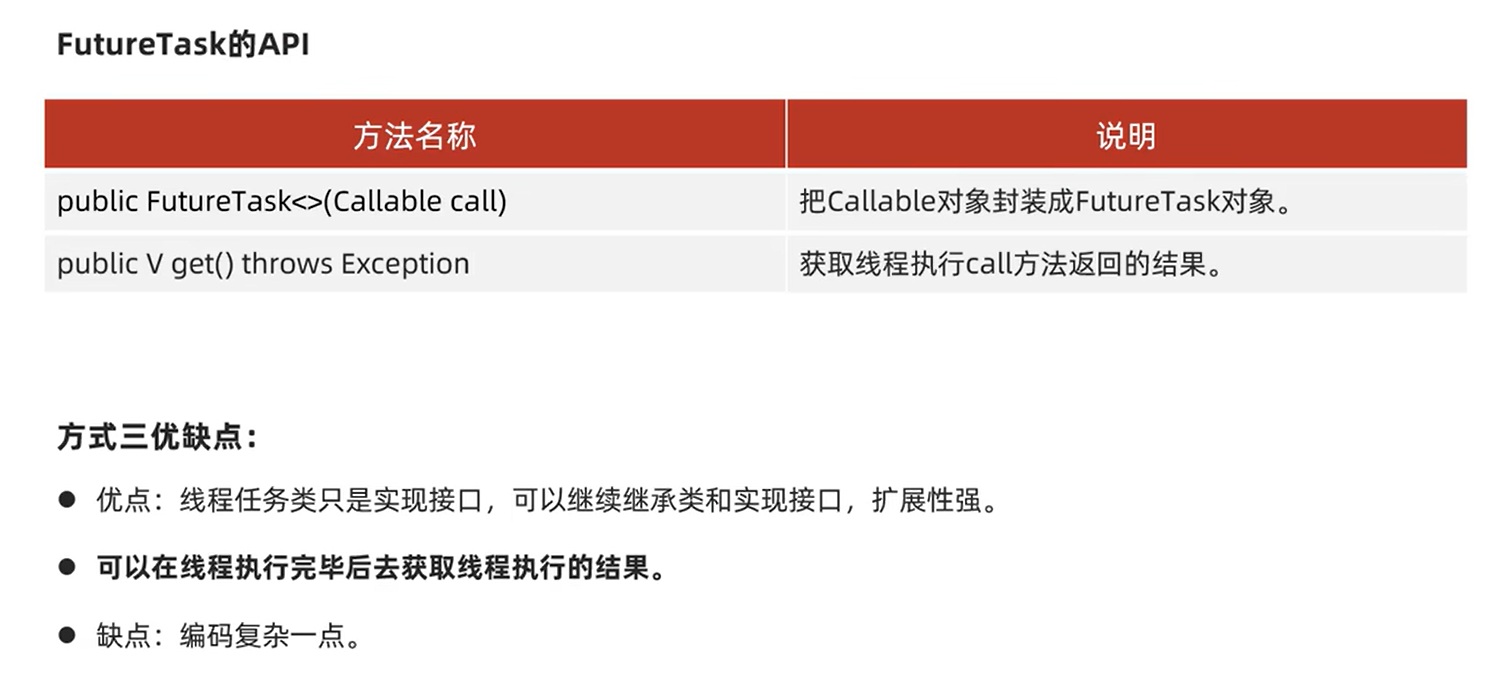 FutureTask的API
方法名称 说明
public FutureTask<>(Callable call) 把Callable对象封装成FutureTask对象。
public V get() throws Exception 获取线程执行call方法返回的结果。
方式三优缺点：
● 优点：线程任务类只是实现接口，可以继续继承类和实现接口，扩展性强。
● 可以在线程执行完毕后去获取线程执行的结果。
● 缺点：编码复杂一点。